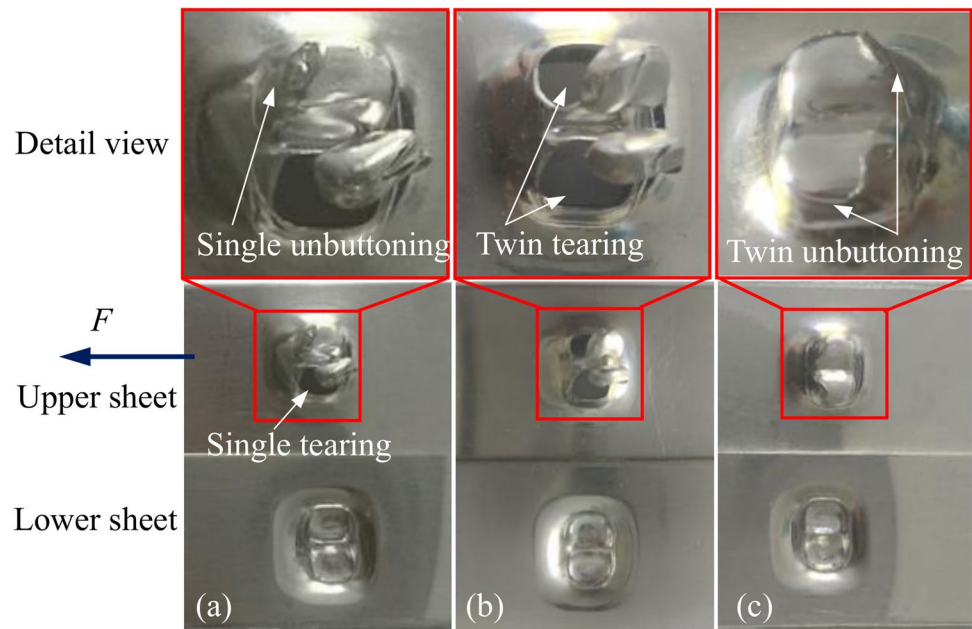 Detail view
Single unbuttoning
Twin tearing
Twin unbuttoning
F
Upper sheet
Single tearing
Lower sheet
(a)
(b)
(c)